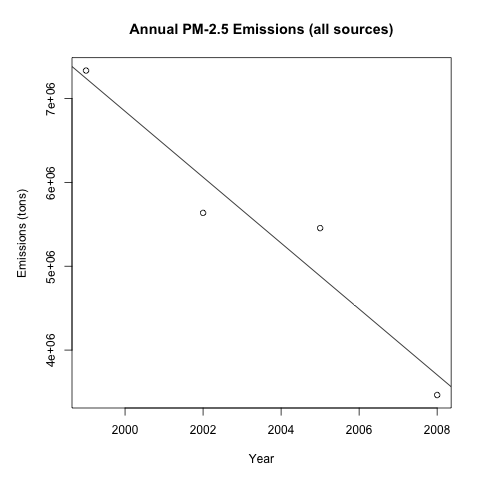 Annual PM-2.5 Emissions (all sources)
Emissions (tons)
7e+06
6e+06
5e+06
4e+06
2000 2002 2004 2006 2008
Year